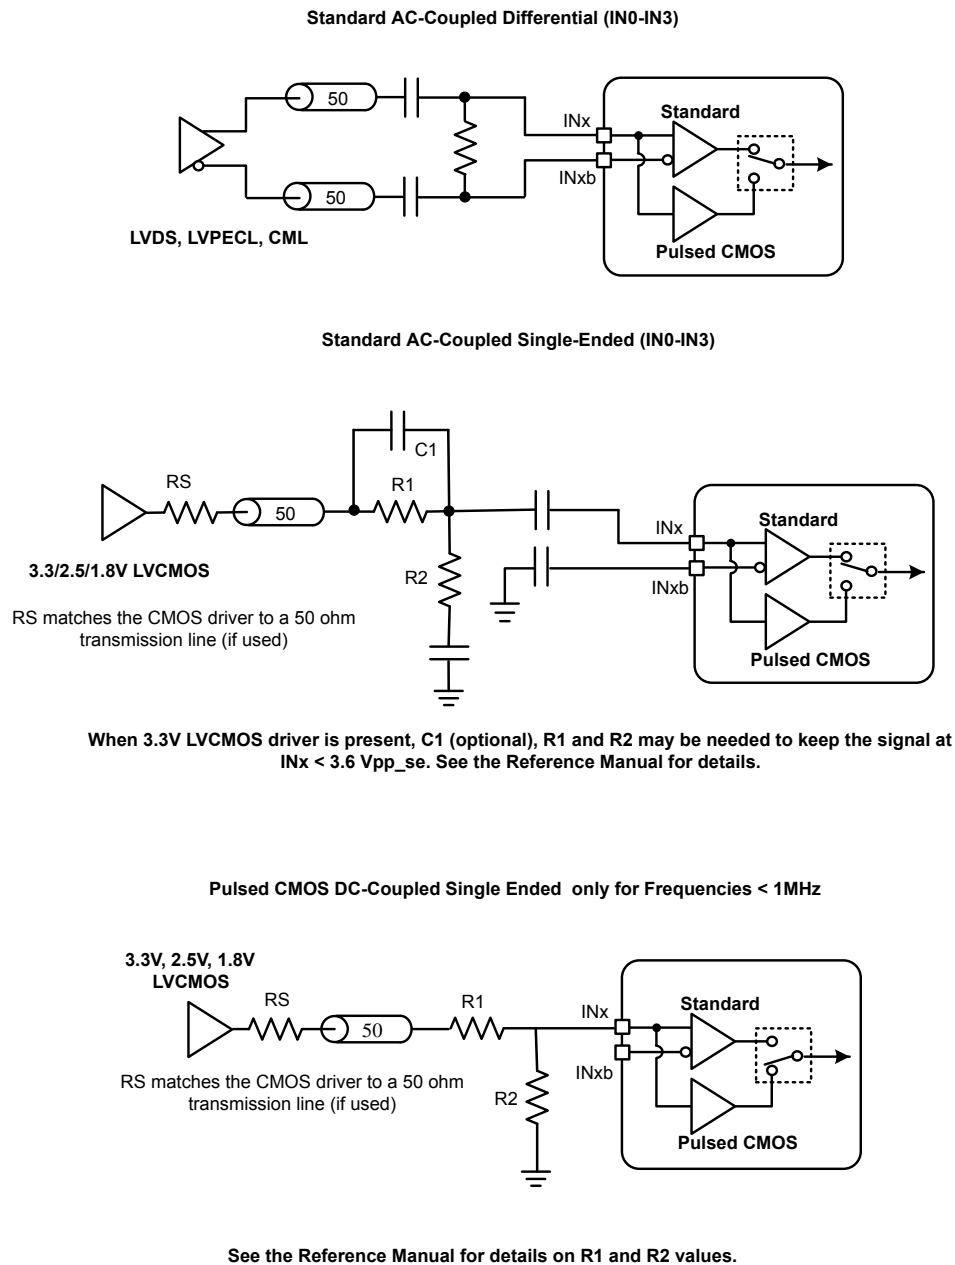 Standard AC-Coupled Differential (IN0-IN3)
50
INx
Standard
INxb
50
LVDS, LVPECL, CML
Pulsed CMOS
Standard AC-Coupled Single-Ended (IN0-IN3)
C1
RS
R1
50
INx
Standard
3.3/2.5/1.8V LVCMOS
R2
INxb
RS matches the CMOS driver to a 50 ohm
transmission line (if used)
Pulsed CMOS
When 3.3V LVCMOS driver is present, C1 (optional), R1 and R2 may be needed to keep the signal at
INx < 3.6 Vpp_se. See the Reference Manual for details.
Pulsed CMOS DC-Coupled Single Ended only for Frequencies < 1MHz
3.3V, 2.5V, 1.8V
LVCMOS
RS
R1
50
INx
Standard
INxb
RS matches the CMOS driver to a 50 ohm
transmission line (if used)
R2
Pulsed CMOS
See the Reference Manual for details on R1 and R2 values.